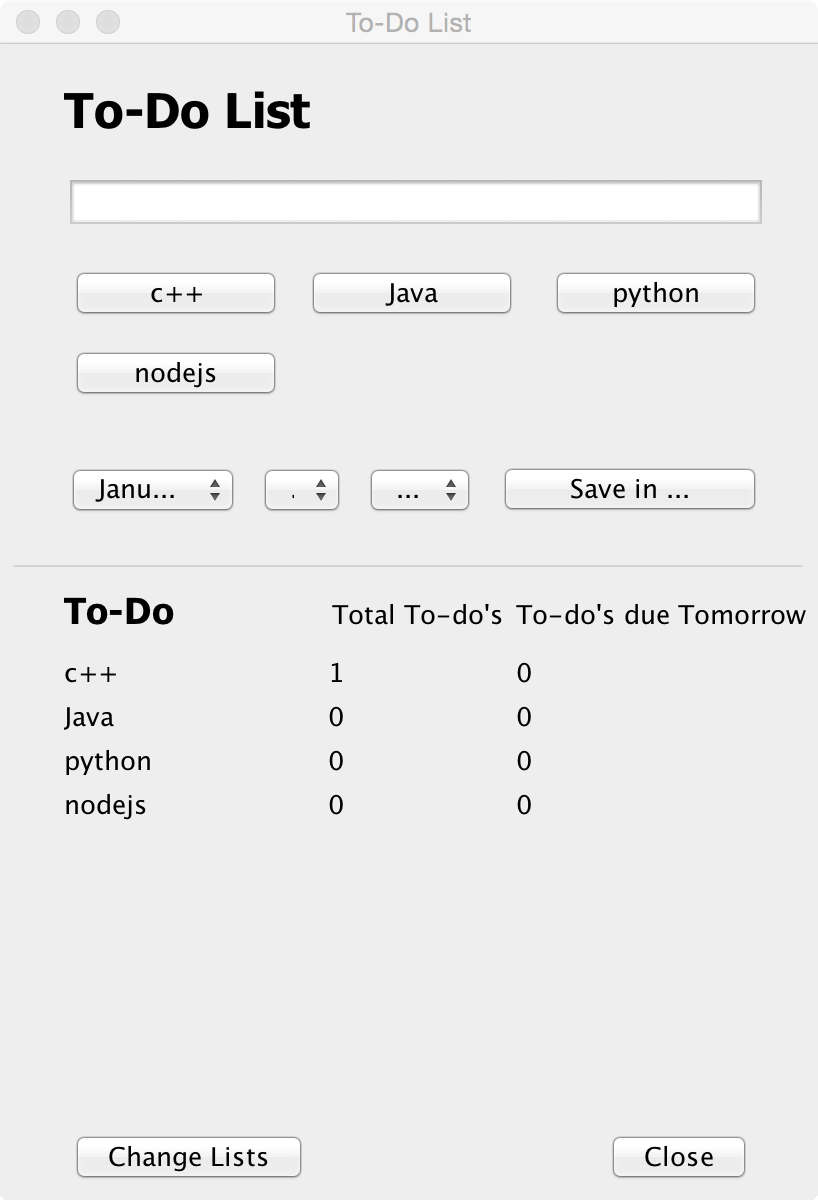 To-Do List
To-Do List
c++ Java python
nodejs
Janu... . ... Save in ...
To-Do Total To-do's To-do's due Tomorrow
c++ 1 0
Java 0 0
python 0 0
nodejs 0 0
Change Lists Close